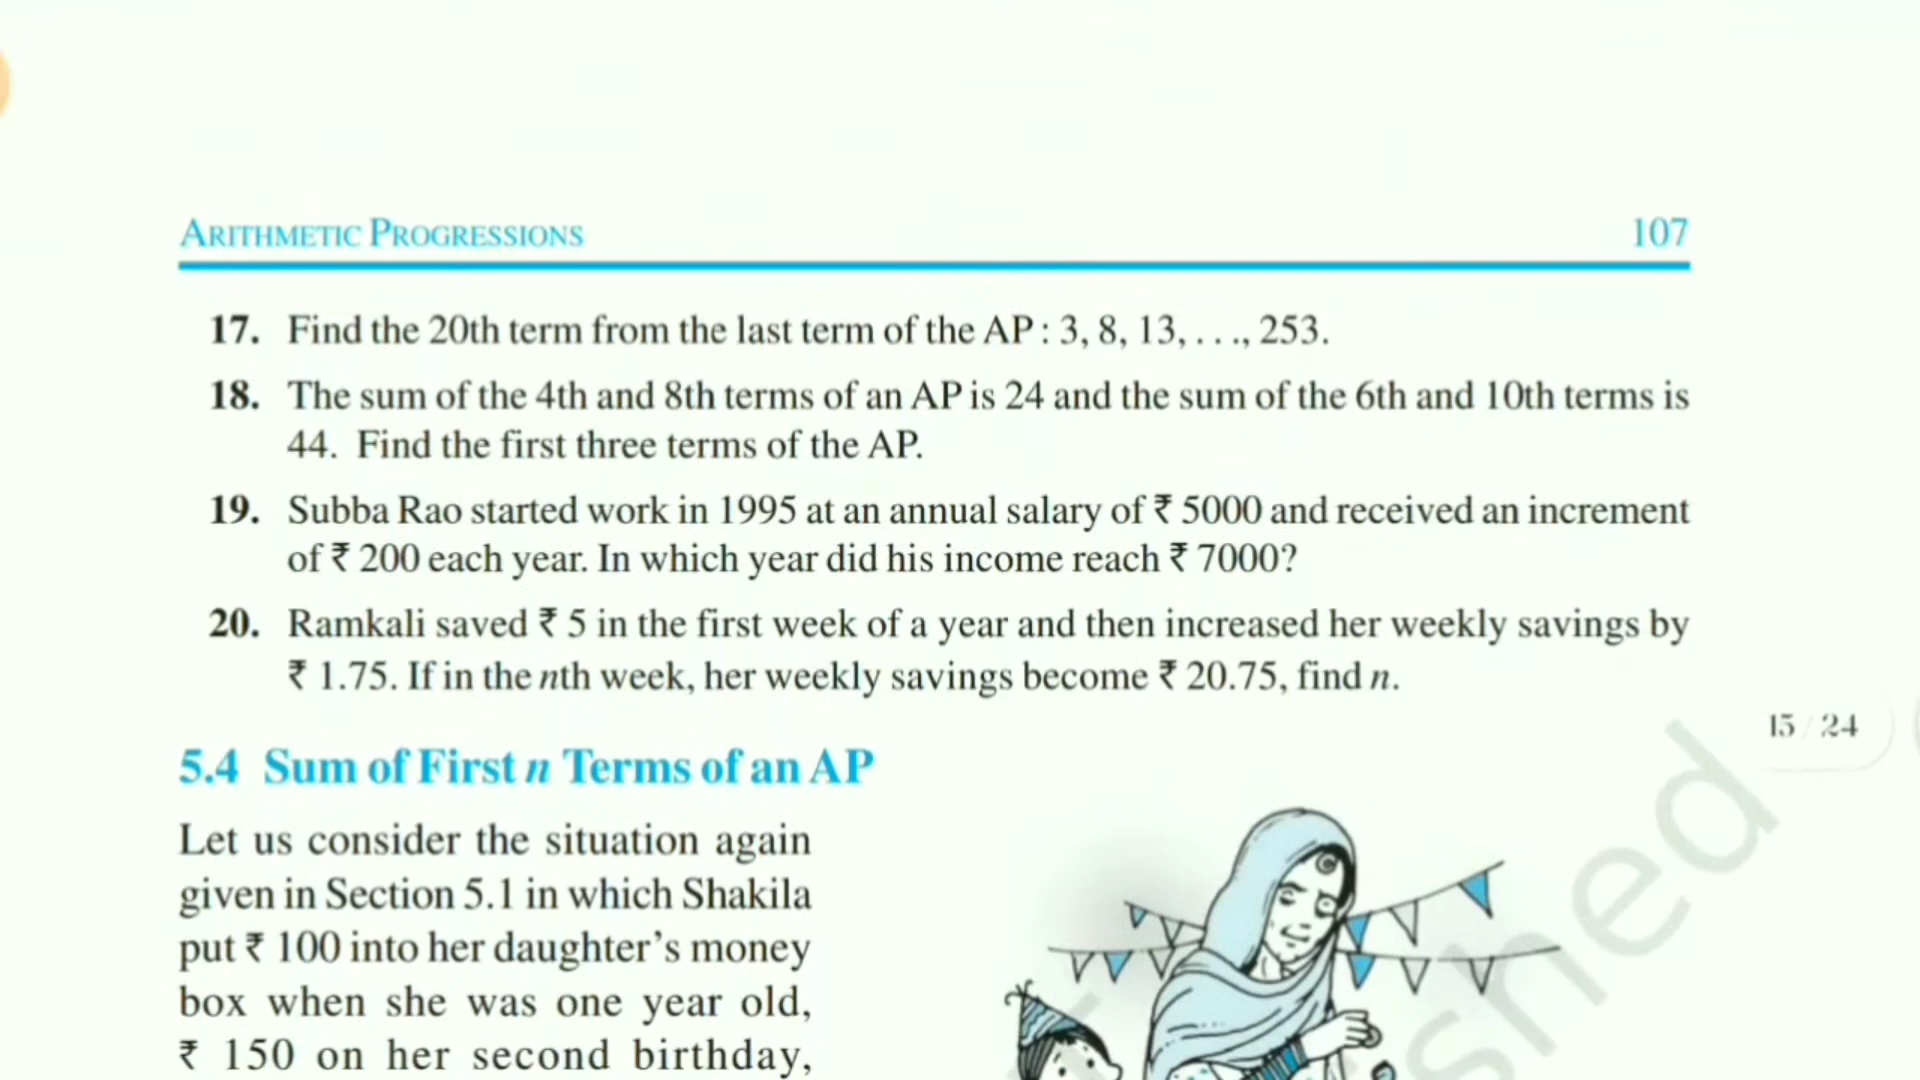 ARITHMETIC PROGRESSIONS 107
17. Find the 20th term from the last term of the AP : 3, 8, 13, . . ., 253.
18. The sum of the 4th and 8th terms of an AP is 24 and the sum of the 6th and 10th terms is
44. Find the first three terms of the AP.
19. Subba Rao started work in 1995 at an annual salary of ₹ 5000 and received an increment
of ₹ 200 each year. In which year did his income reach ₹ 7000?
20. Ramkali saved ₹ 5 in the first week of a year and then increased her weekly savings by
₹ 1.75. If in the nth week, her weekly savings become ₹ 20.75, find n.
15 / 24
5.4 Sum of First n Terms of an AP
Let us consider the situation again
given in Section 5.1 in which Shakila
put ₹ 100 into her daughter’s money
box when she was one year old,
₹ 150 on her second birthday,
shed